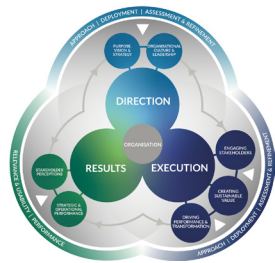 APPROACH | DEPLOYMENT | ASSESSMENT & REFINEMENT
PURPOSE
VISION &
STRATEGY
ORGANISATIONAL
CULTURE &
LEADERSHIP
DIRECTION
ORGANISATION
RESULTS
EXECUTION
STAKEHOLDER
PERCEPTIONS
STRATEGIC &
OPERATIONAL
PERFORMANCE
ENGAGING
STAKEHOLDERS
CREATING
SUSTAINABLE
VALUE
DRIVING
PERFORMANCE &
TRANSFORMATION
RELEVANCE & USABILITY | PERFORMANCE
APPROACH | DEPLOYMENT | ASSESSMENT & REFINEMENT